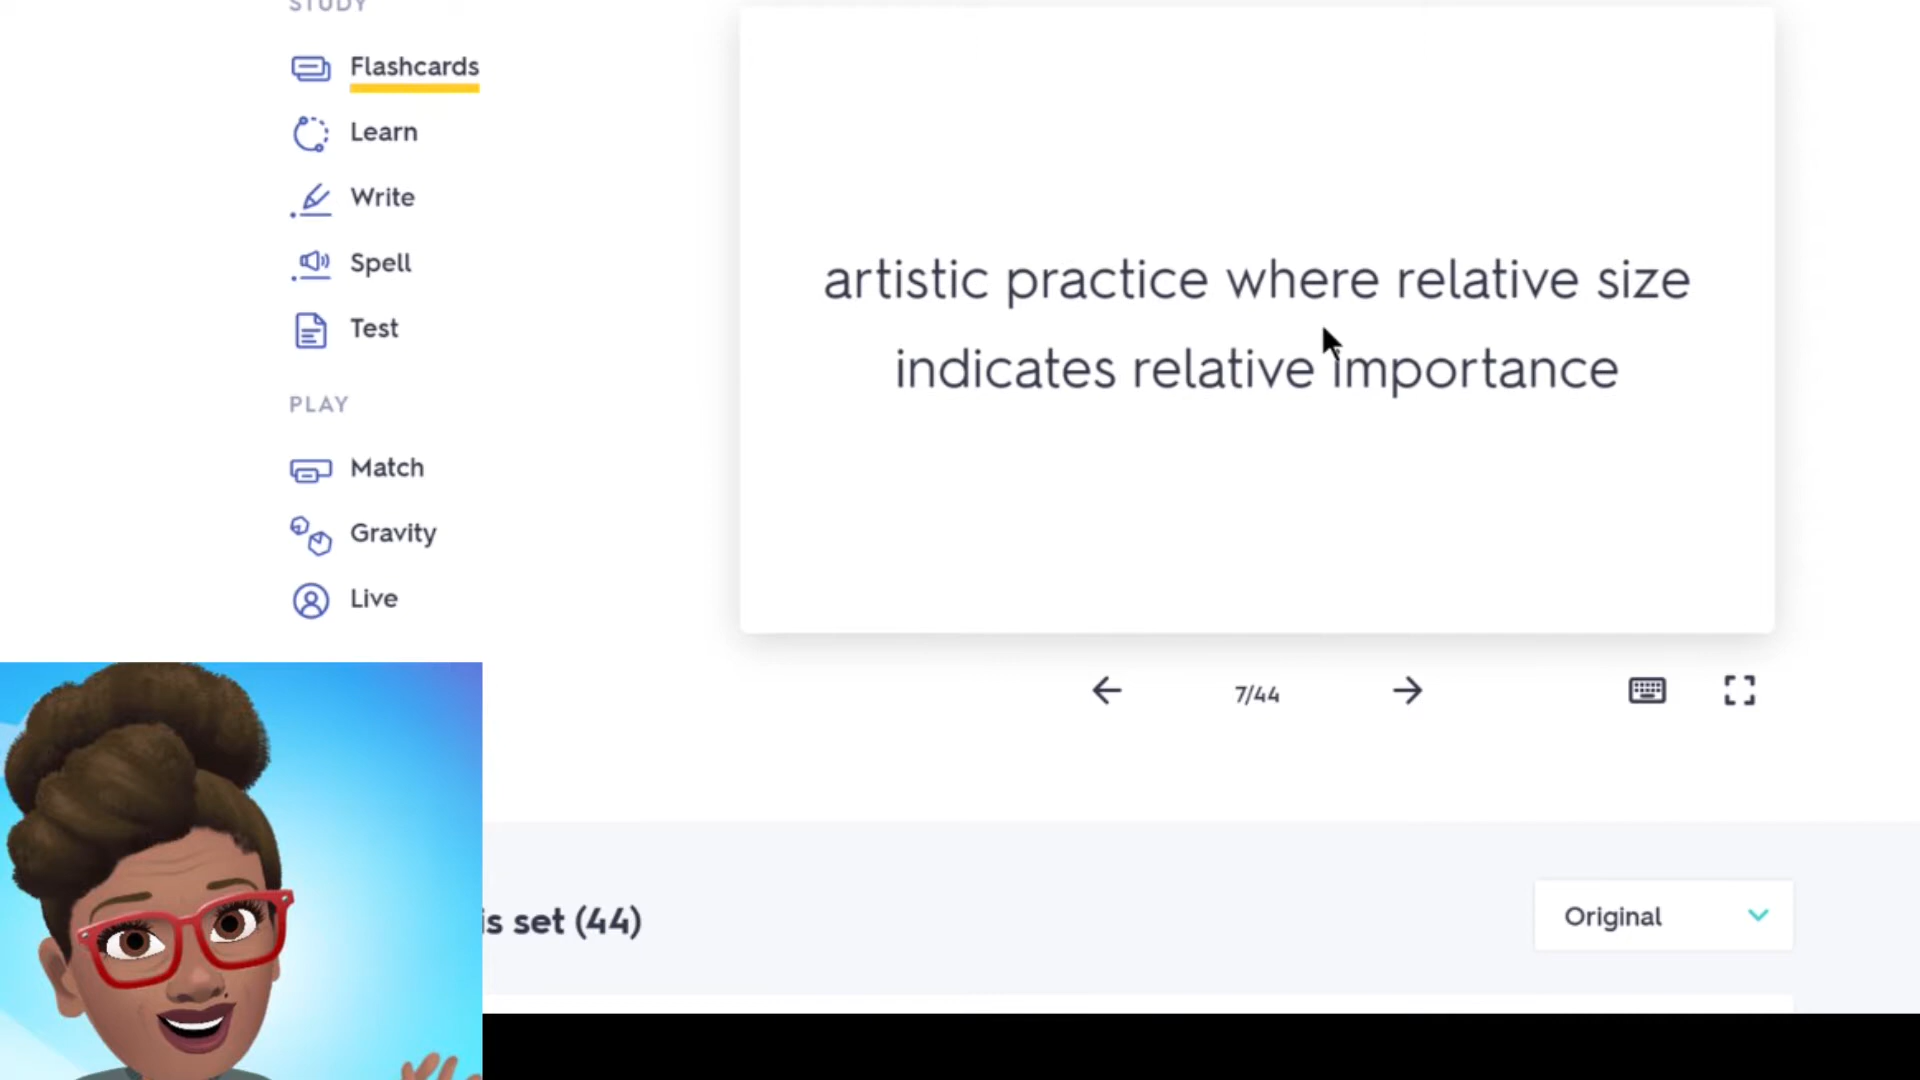 STUDY
Flashcards
Learn
Write
Spell
Test
PLAY
Match
Gravity
Live
artistic practice where relative size
indicates relative importance
7/44
is set (44)
Original